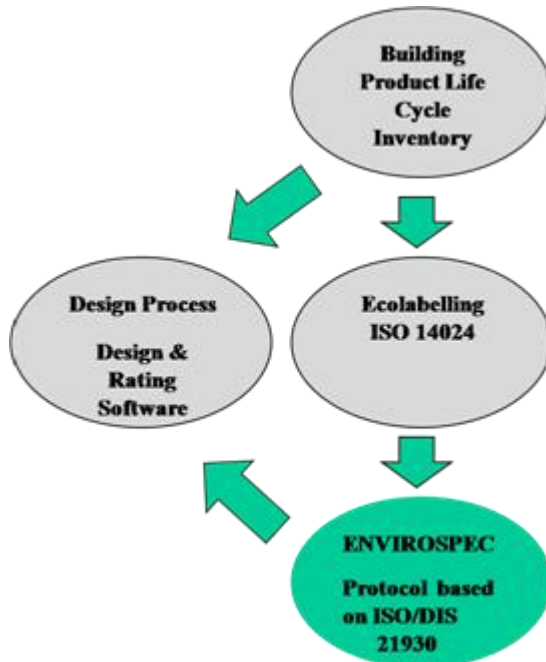 Building
Product Life
Cycle
Inventory
Design Process
Design &
Rating
Software
Ecolabelling
ISO 14024
ENVIROSPEC
Protocol based
on ISO/DIS
21930